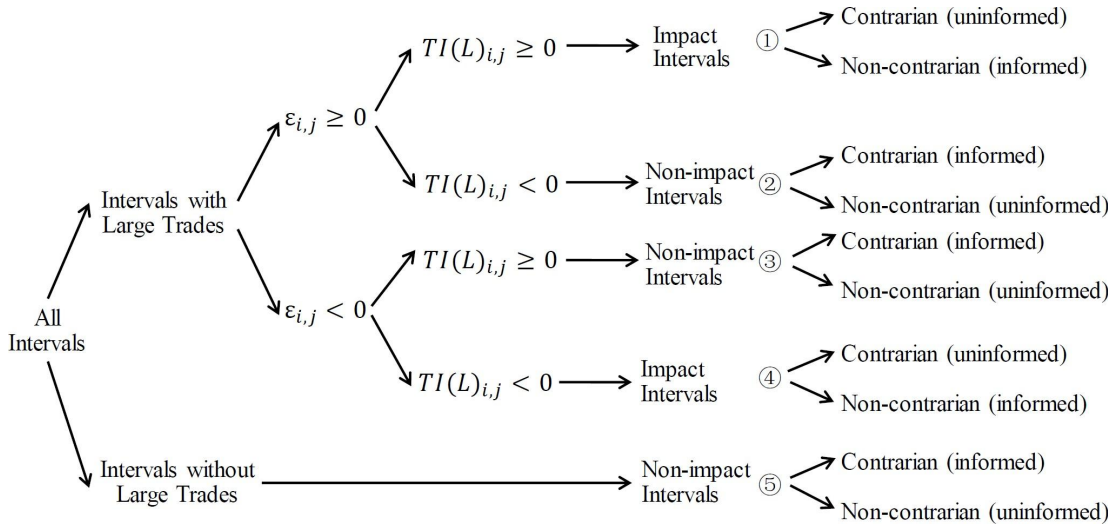 Contrarian (uninformed)
TI(L)_{i,j} ≥ 0
Impact
Intervals
①
Non-contrarian (informed)
ε_{i,j} ≥ 0
Contrarian (informed)
TI(L)_{i,j} < 0
Non-impact
Intervals
②
Intervals with
Large Trades
Non-contrarian (uninformed)
Contrarian (informed)
TI(L)_{i,j} ≥ 0
Non-impact
Intervals
③
Non-contrarian (uninformed)
ε_{i,j} < 0
All
Intervals
Contrarian (uninformed)
TI(L)_{i,j} < 0
Impact
Intervals
④
Non-contrarian (informed)
Intervals without
Large Trades
Non-impact
Intervals
⑤
Contrarian (informed)
Non-contrarian (uninformed)